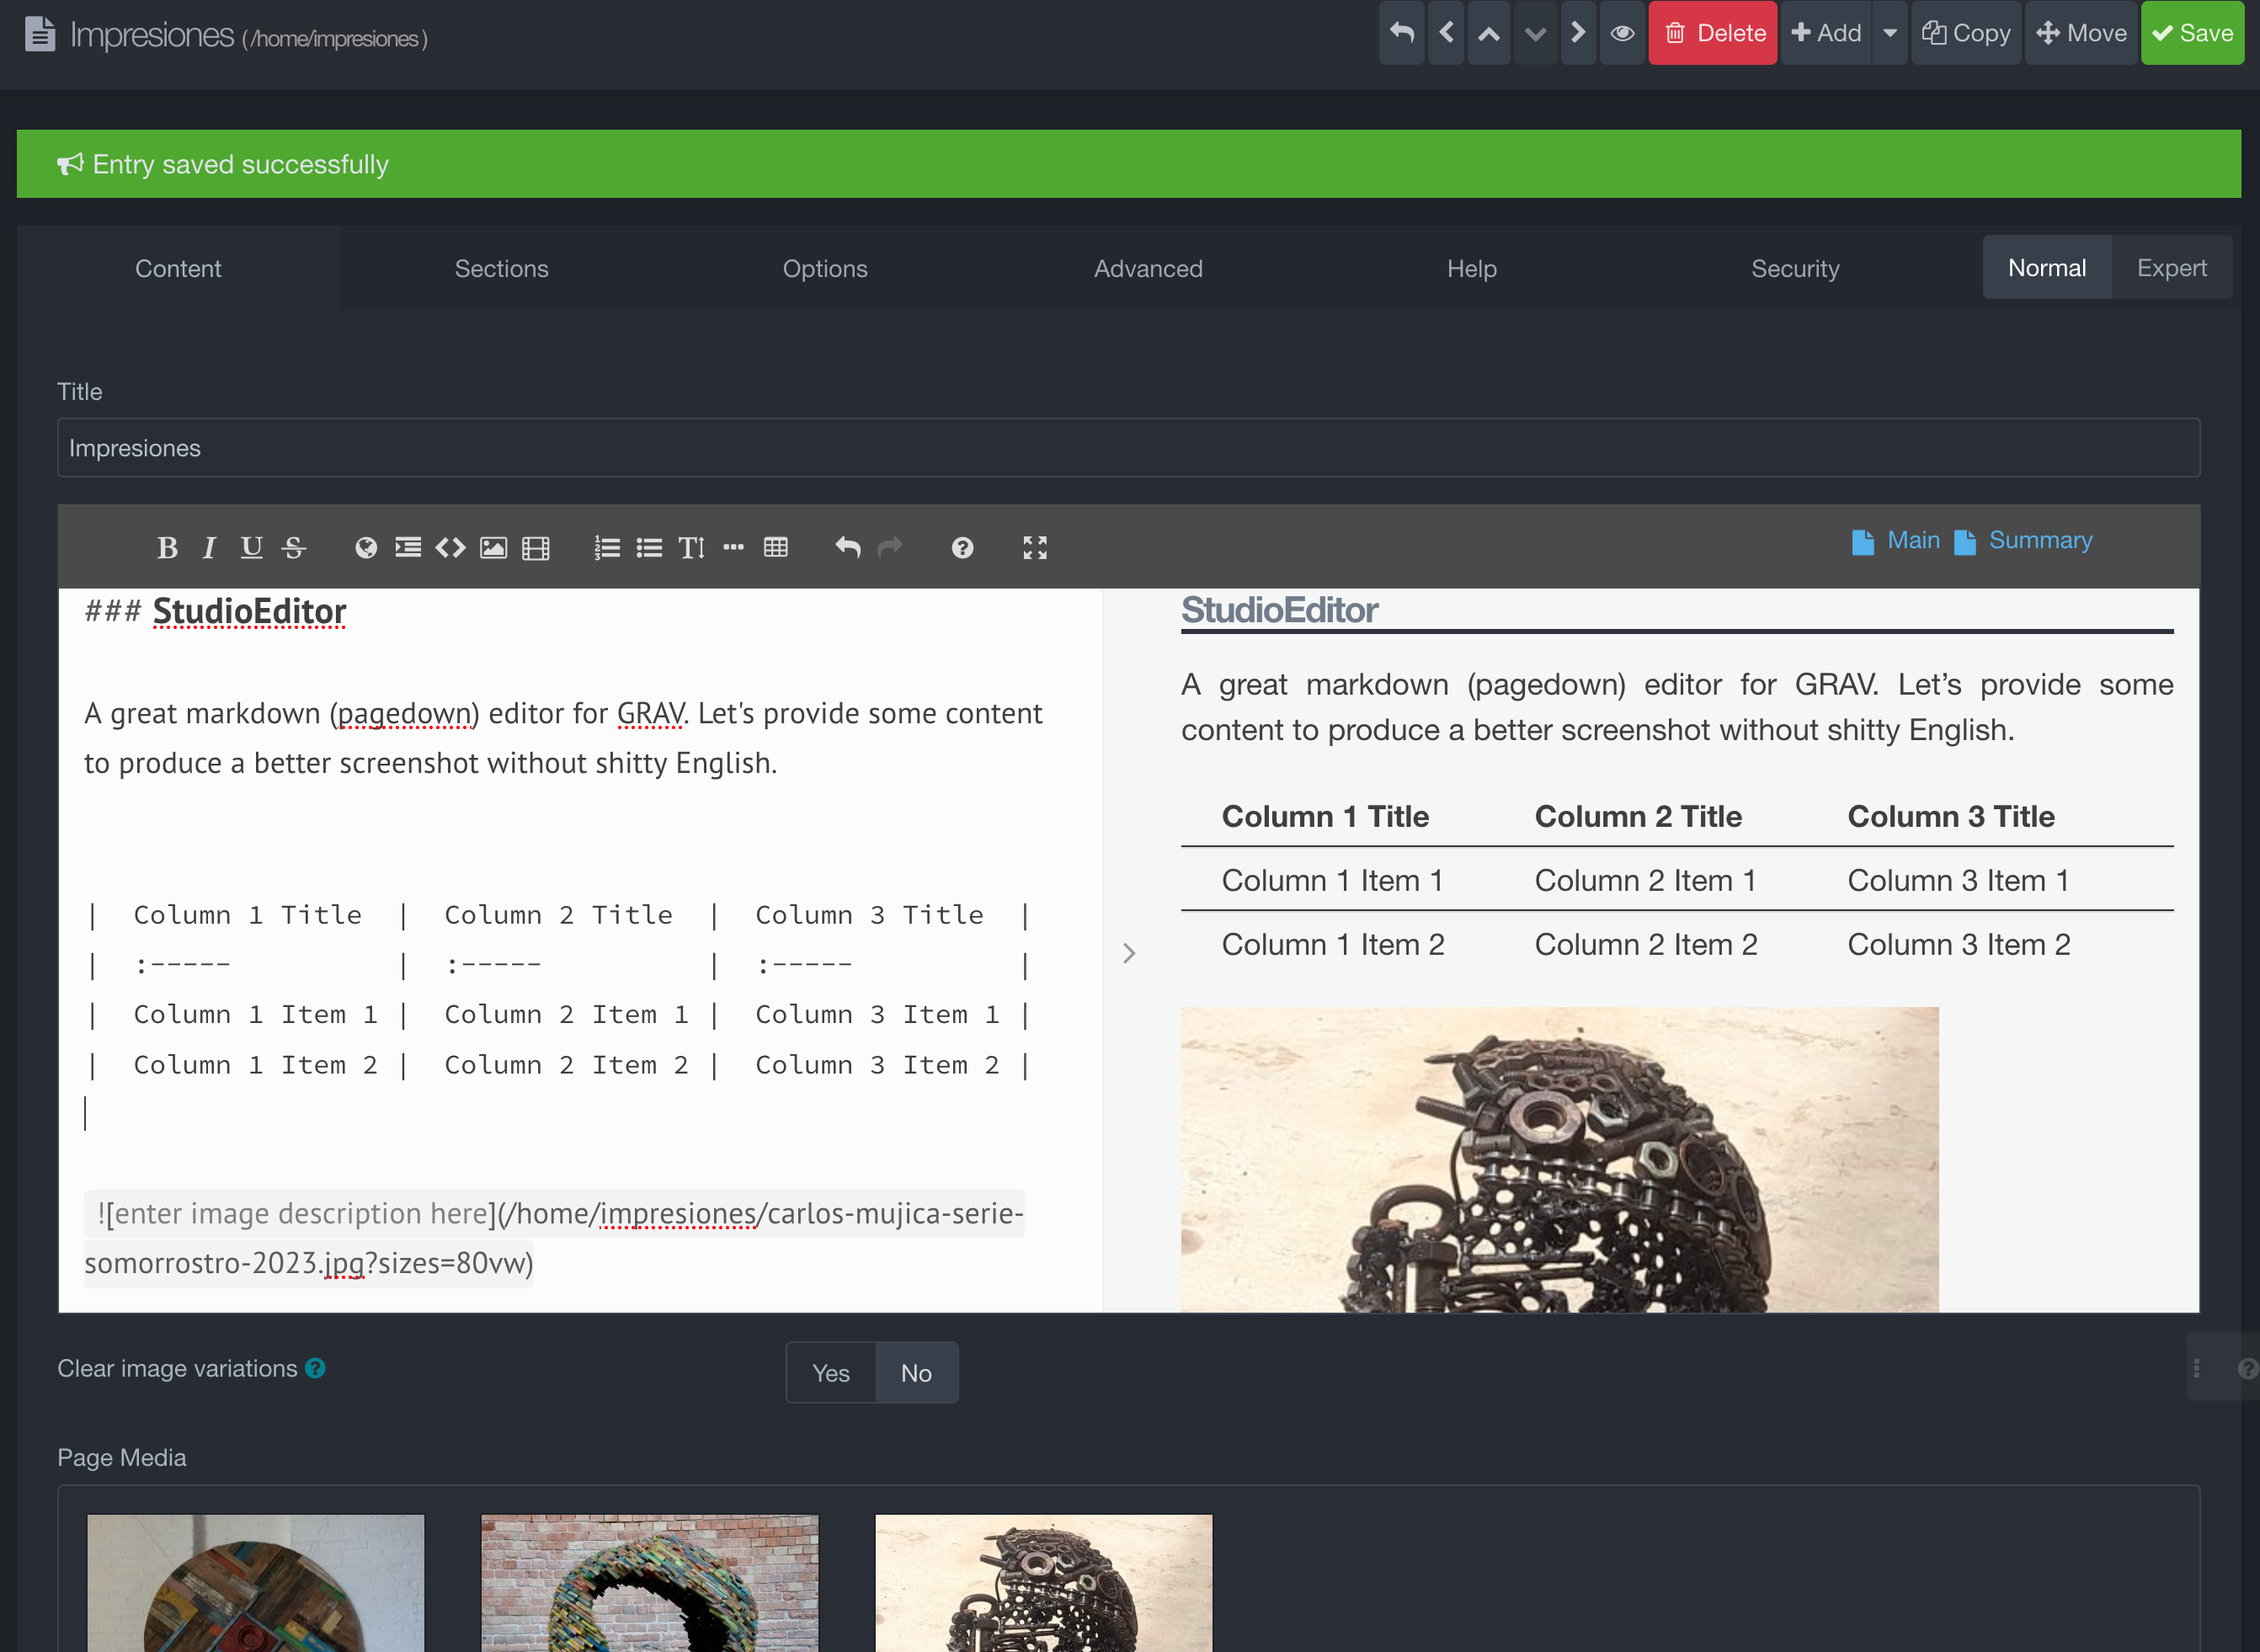 Impresiones ( /home/impresiones )
Delete
Add
Copy
Move
Save
Entry saved successfully
Content
Sections
Options
Advanced
Help
Security
Normal
Expert
Title
Impresiones
B I U S
Main
Summary
### StudioEditor
A great markdown (pagedown) editor for GRAV. Let's provide some content
to produce a better screenshot without shitty English.
| Column 1 Title | Column 2 Title | Column 3 Title |
| :----- | :----- | :----- |
| Column 1 Item 1 | Column 2 Item 1 | Column 3 Item 1 |
| Column 1 Item 2 | Column 2 Item 2 | Column 3 Item 2 |
![enter image description here](/home/impresiones/carlos-mujica-serie-
somorrostro-2023.jpg?sizes=80vw)
StudioEditor
A great markdown (pagedown) editor for GRAV. Let’s provide some
content to produce a better screenshot without shitty English.
Column 1 Title Column 2 Title Column 3 Title
Column 1 Item 1 Column 2 Item 1 Column 3 Item 1
Column 1 Item 2 Column 2 Item 2 Column 3 Item 2
Clear image variations
Yes
No
Page Media